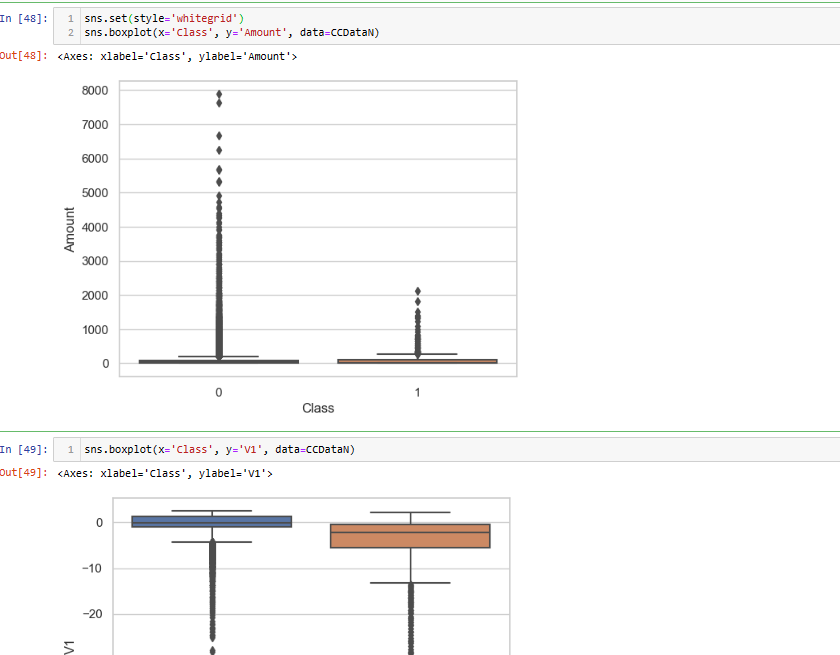 In [48]:
1 sns.set(style='whitegrid')
2 sns.boxplot(x='Class', y='Amount', data=CCDataN)
Out[48]: <Axes: xlabel='Class', ylabel='Amount'>
8000
7000
6000
5000
4000
3000
2000
1000
0
Amount
0 1
Class
In [49]:
1 sns.boxplot(x='Class', y='V1', data=CCDataN)
Out[49]: <Axes: xlabel='Class', ylabel='V1'>
0
−10
−20
V1